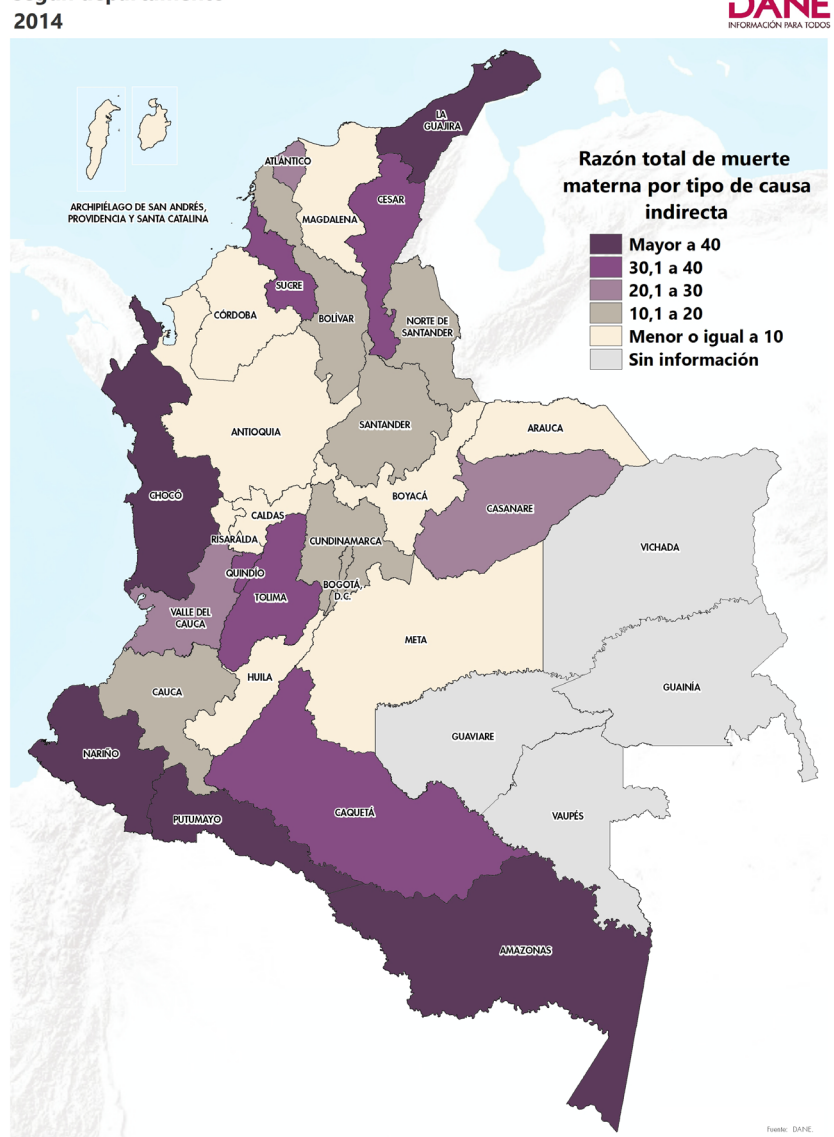 según departamento
2014
DANE
INFORMACIÓN PARA TODOS
Razón total de muerte
materna por tipo de causa
indirecta
Mayor a 40
30,1 a 40
20,1 a 30
10,1 a 20
Menor o igual a 10
Sin información
ARCHIPIÉLAGO DE SAN ANDRÉS,
PROVIDENCIA Y SANTA CATALINA
LA
GUAJIRA
ATLÁNTICO
CESAR
MAGDALENA
SUCRE
CÓRDOBA
BOLÍVAR
NORTE DE
SANTANDER
ANTIOQUIA
SANTANDER
ARAUCA
CHOCÓ
BOYACÁ
CASANARE
CALDAS
RISARALDA
CUNDINAMARCA
VICHADA
QUINDÍO
BOGOTÁ,
D.C.
TOLIMA
VALLE DEL
CAUCA
META
HUILA
GUAINÍA
CAUCA
GUAVIARE
NARIÑO
CAQUETÁ
VAUPÉS
PUTUMAYO
AMAZONAS
Fuente: DANE.